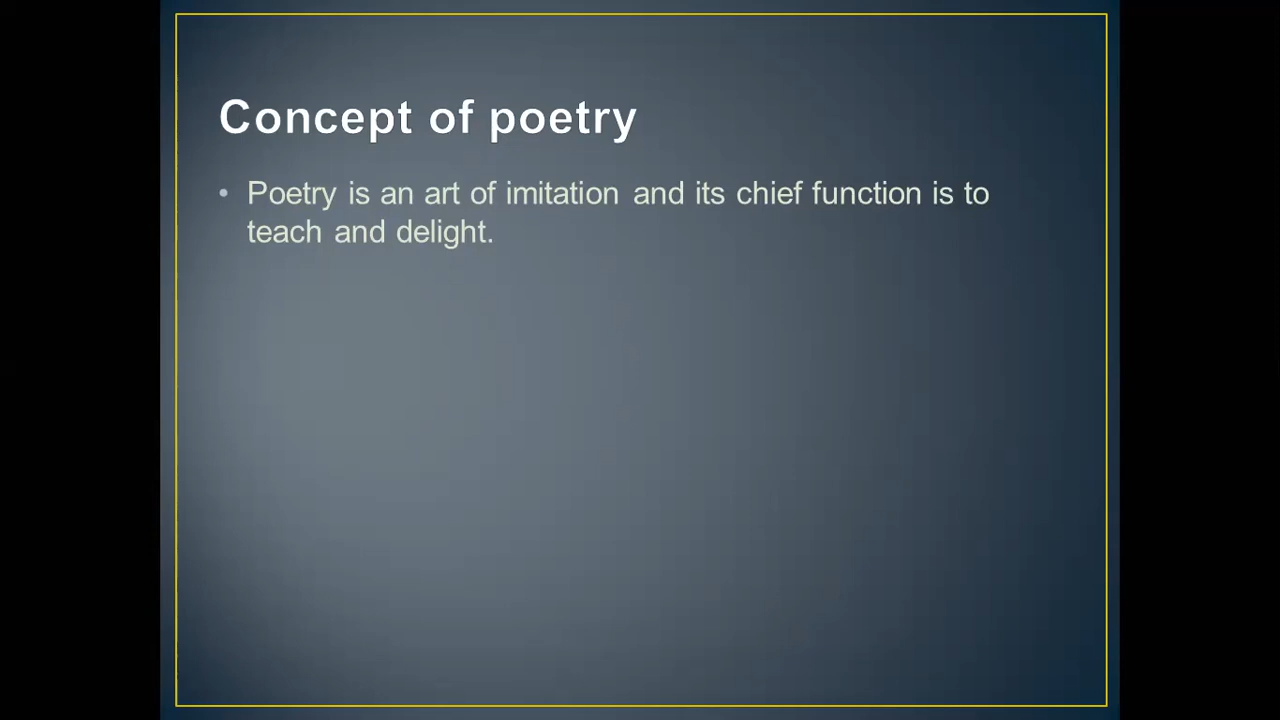 Concept of poetry
• Poetry is an art of imitation and its chief function is to
teach and delight.